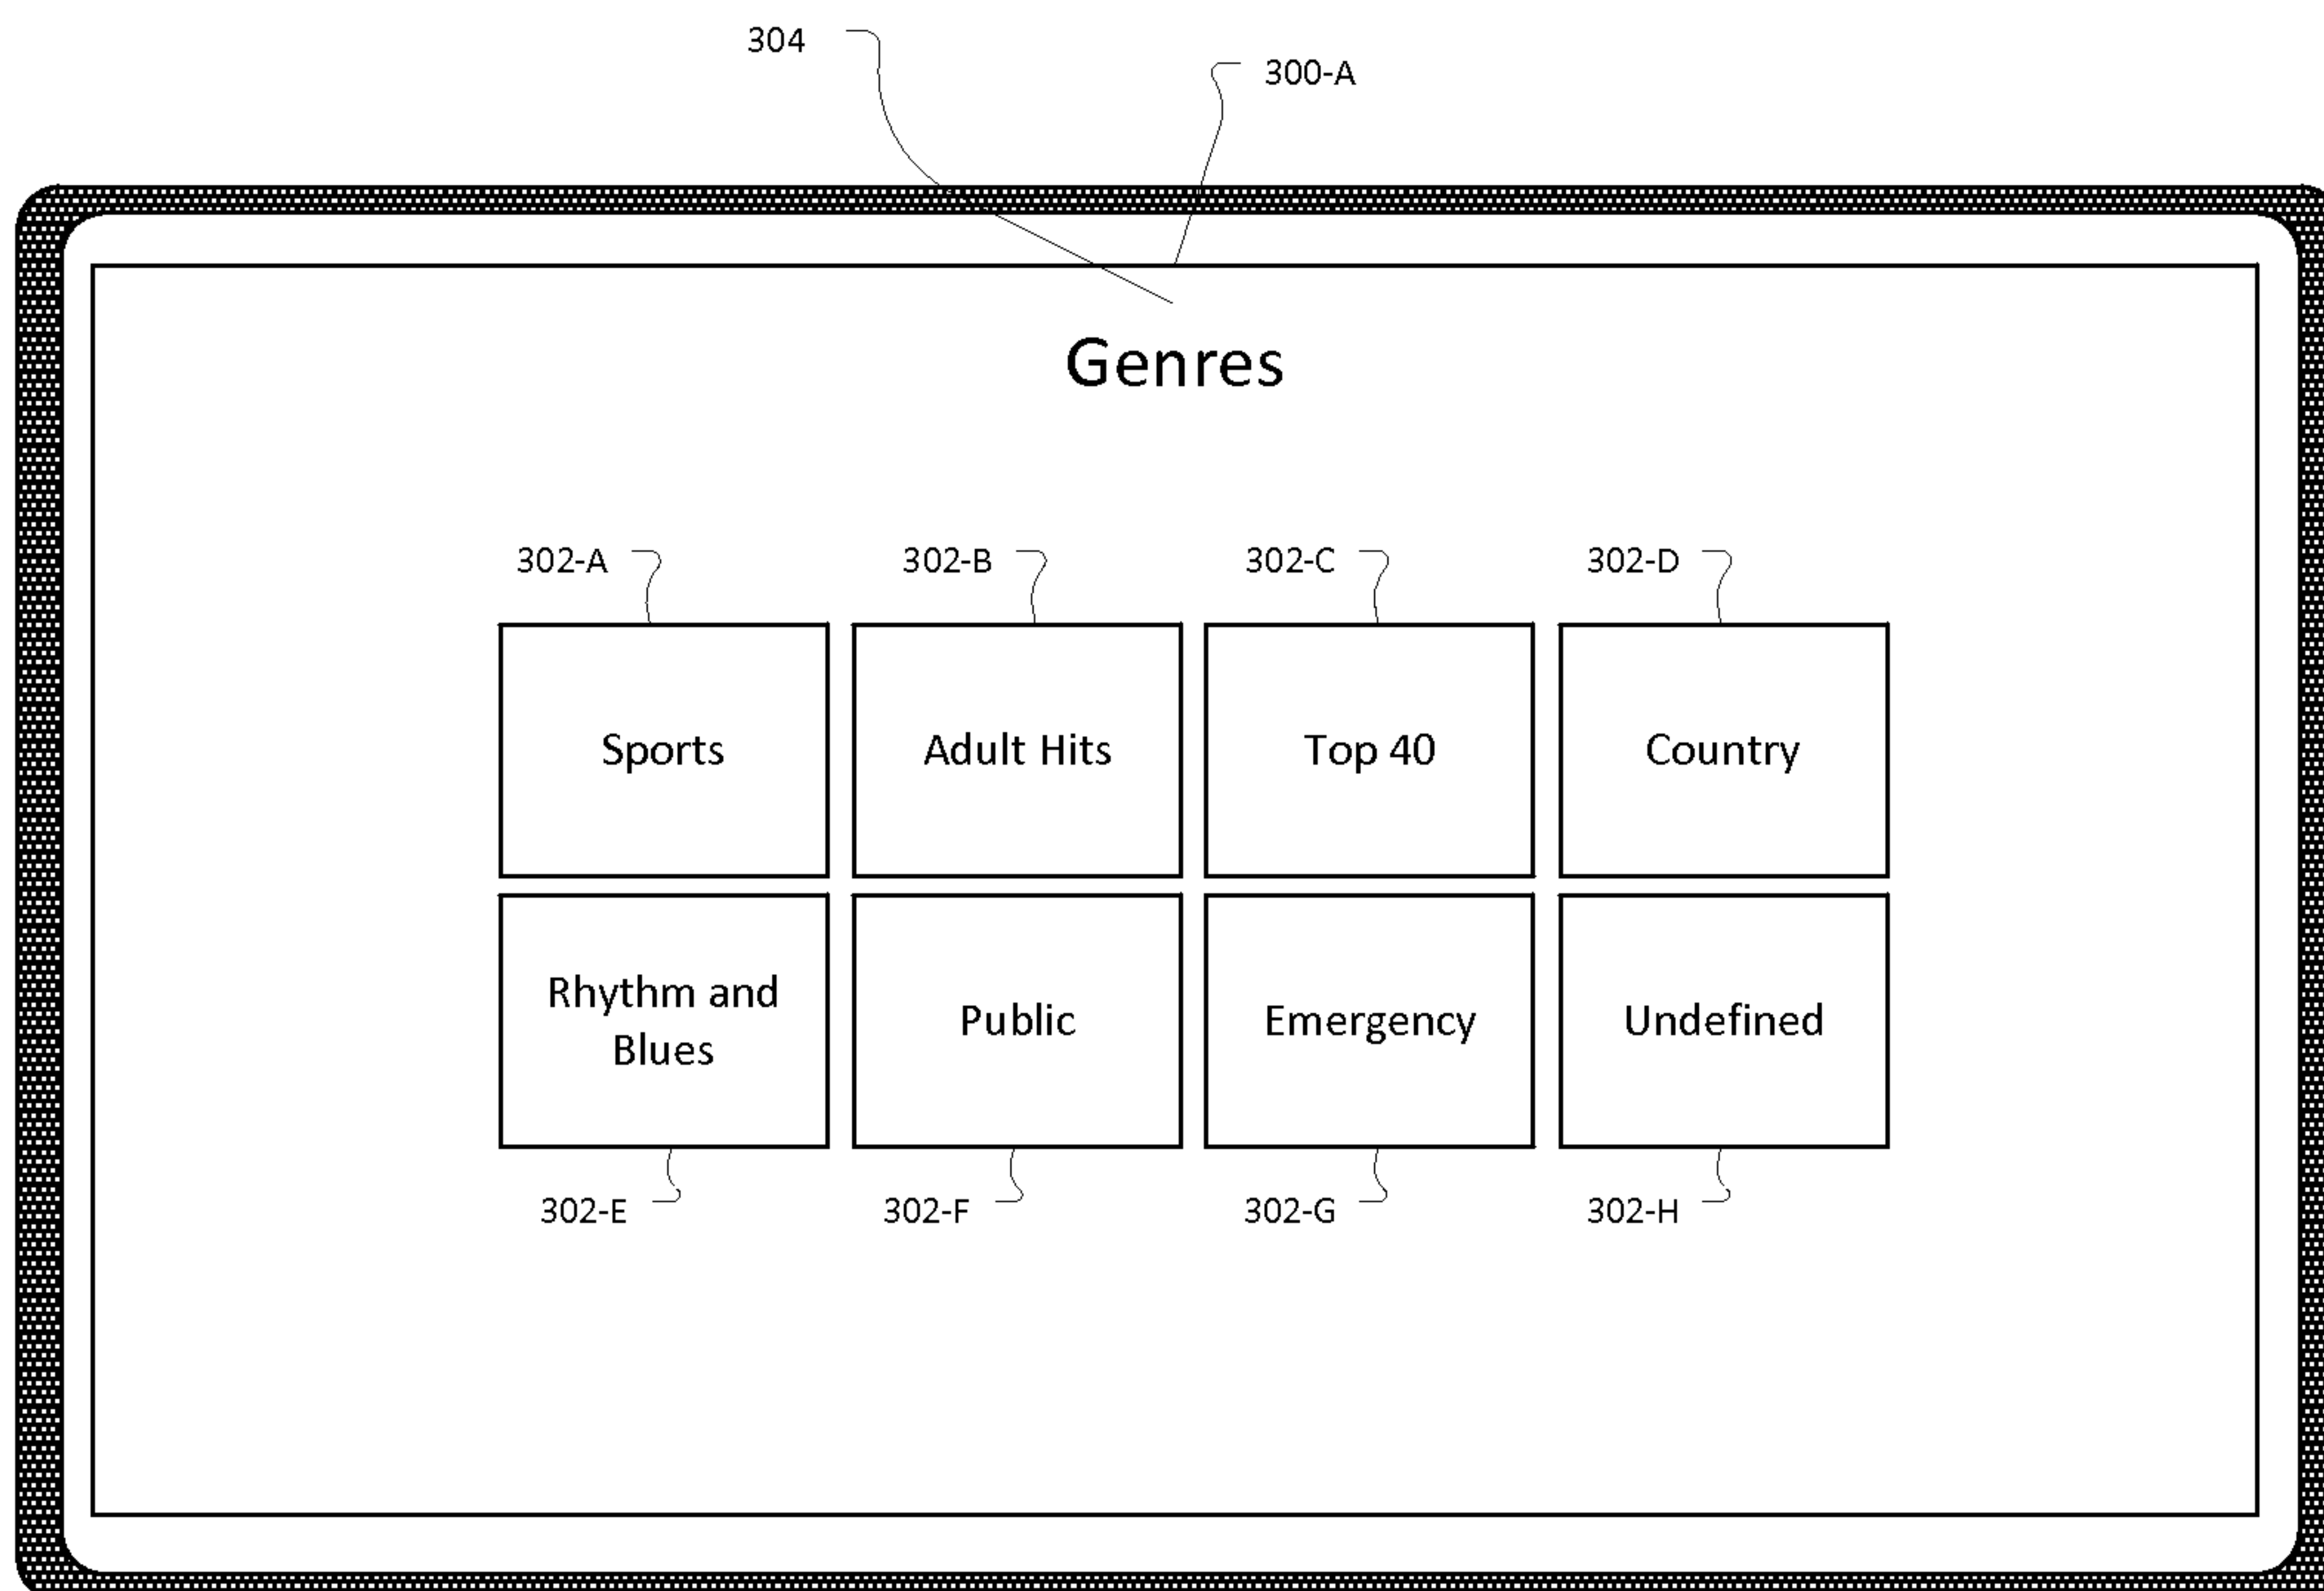 304
300-A
Genres
302-A
302-B
302-C
302-D
Sports
Adult Hits
Top 40
Country
Rhythm and
Blues
Public
Emergency
Undefined
302-E
302-F
302-G
302-H